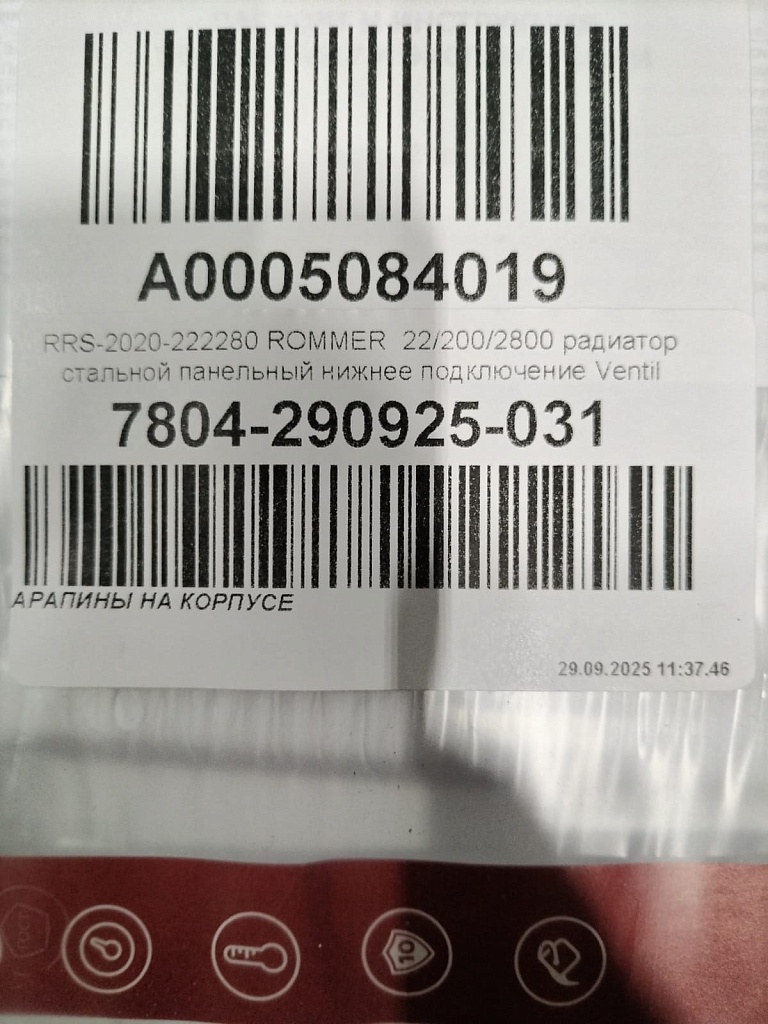 A0005084019
RRS-2020-222280 ROMMER 22/200/2800 радиатор
стальной панельный нижнее подключение Ventil
7804-290925-031
АРАПИНЫ НА КОРПУСЕ
29.09.2025 11:37.46
10